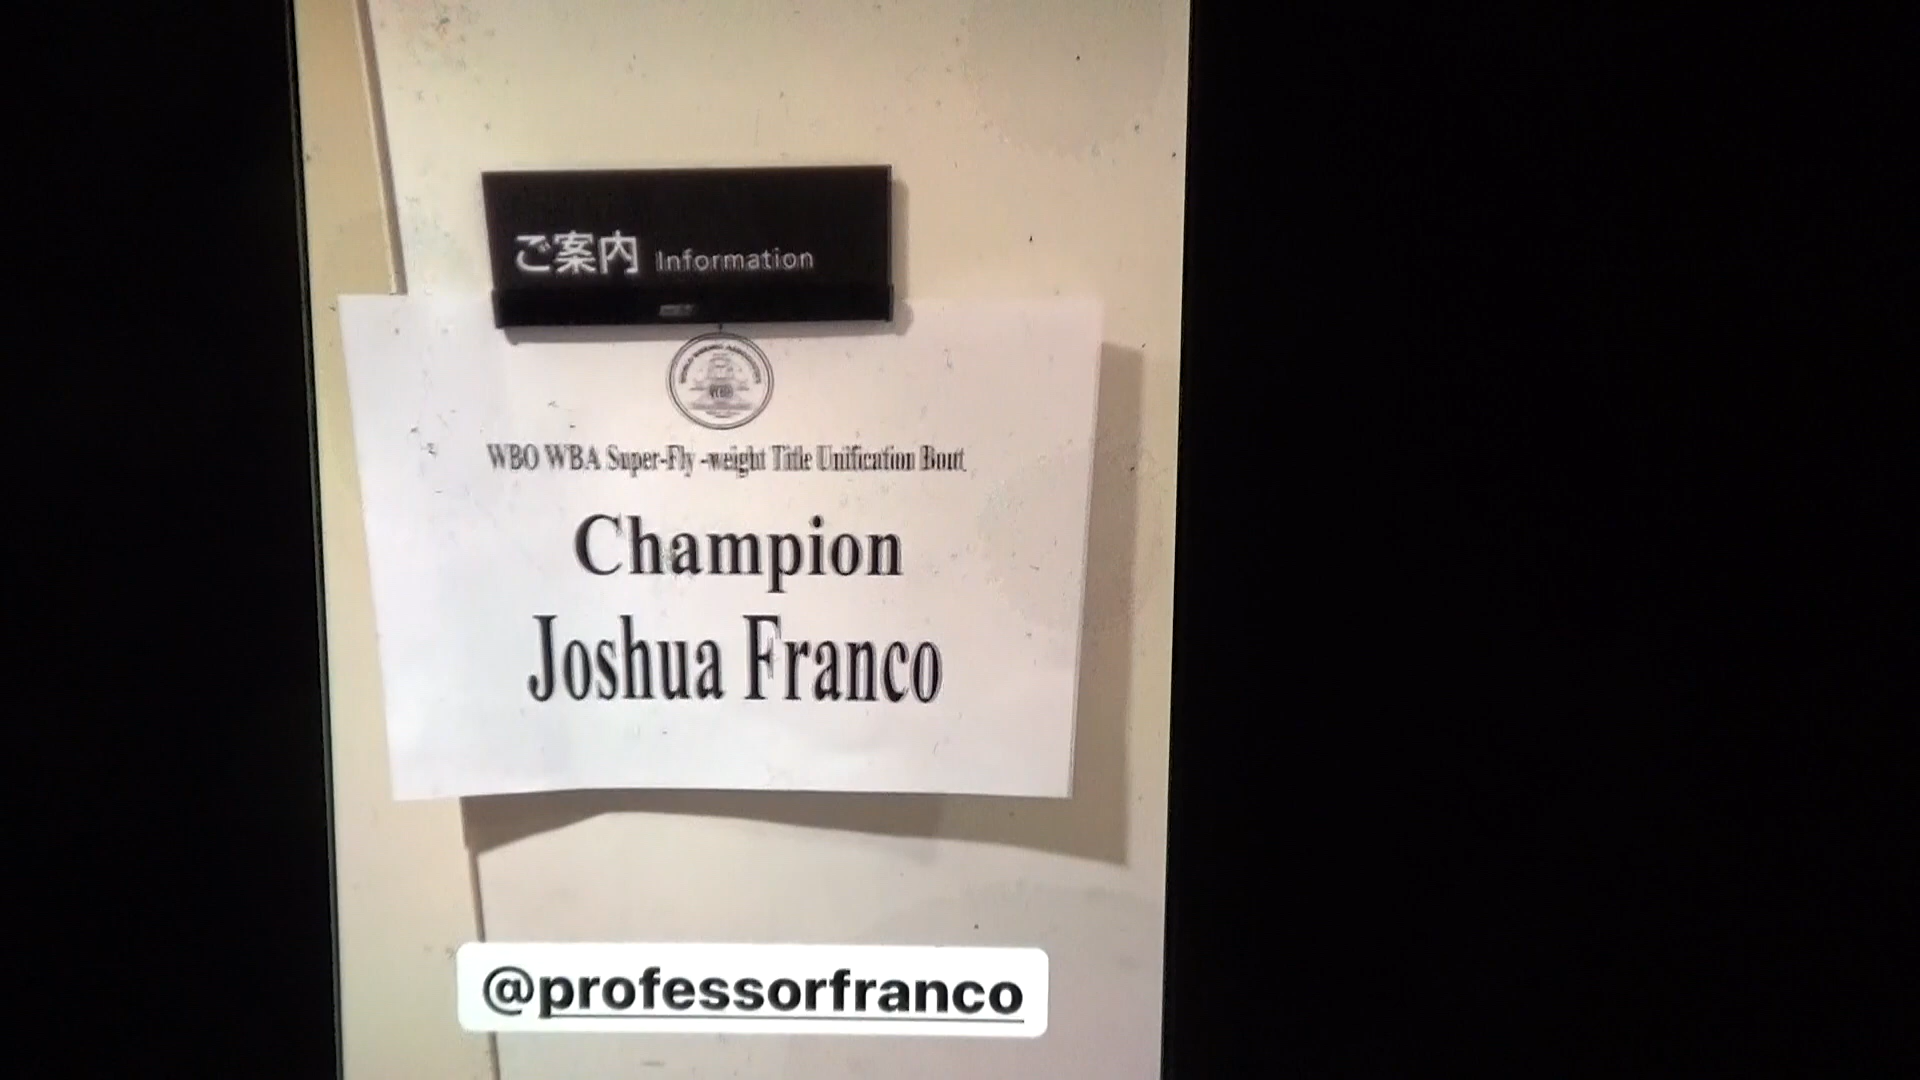 ご案内 Information
WBO WBA Super-Fly -weight Title Unification Bout
Champion
Joshua Franco
@professorfranco